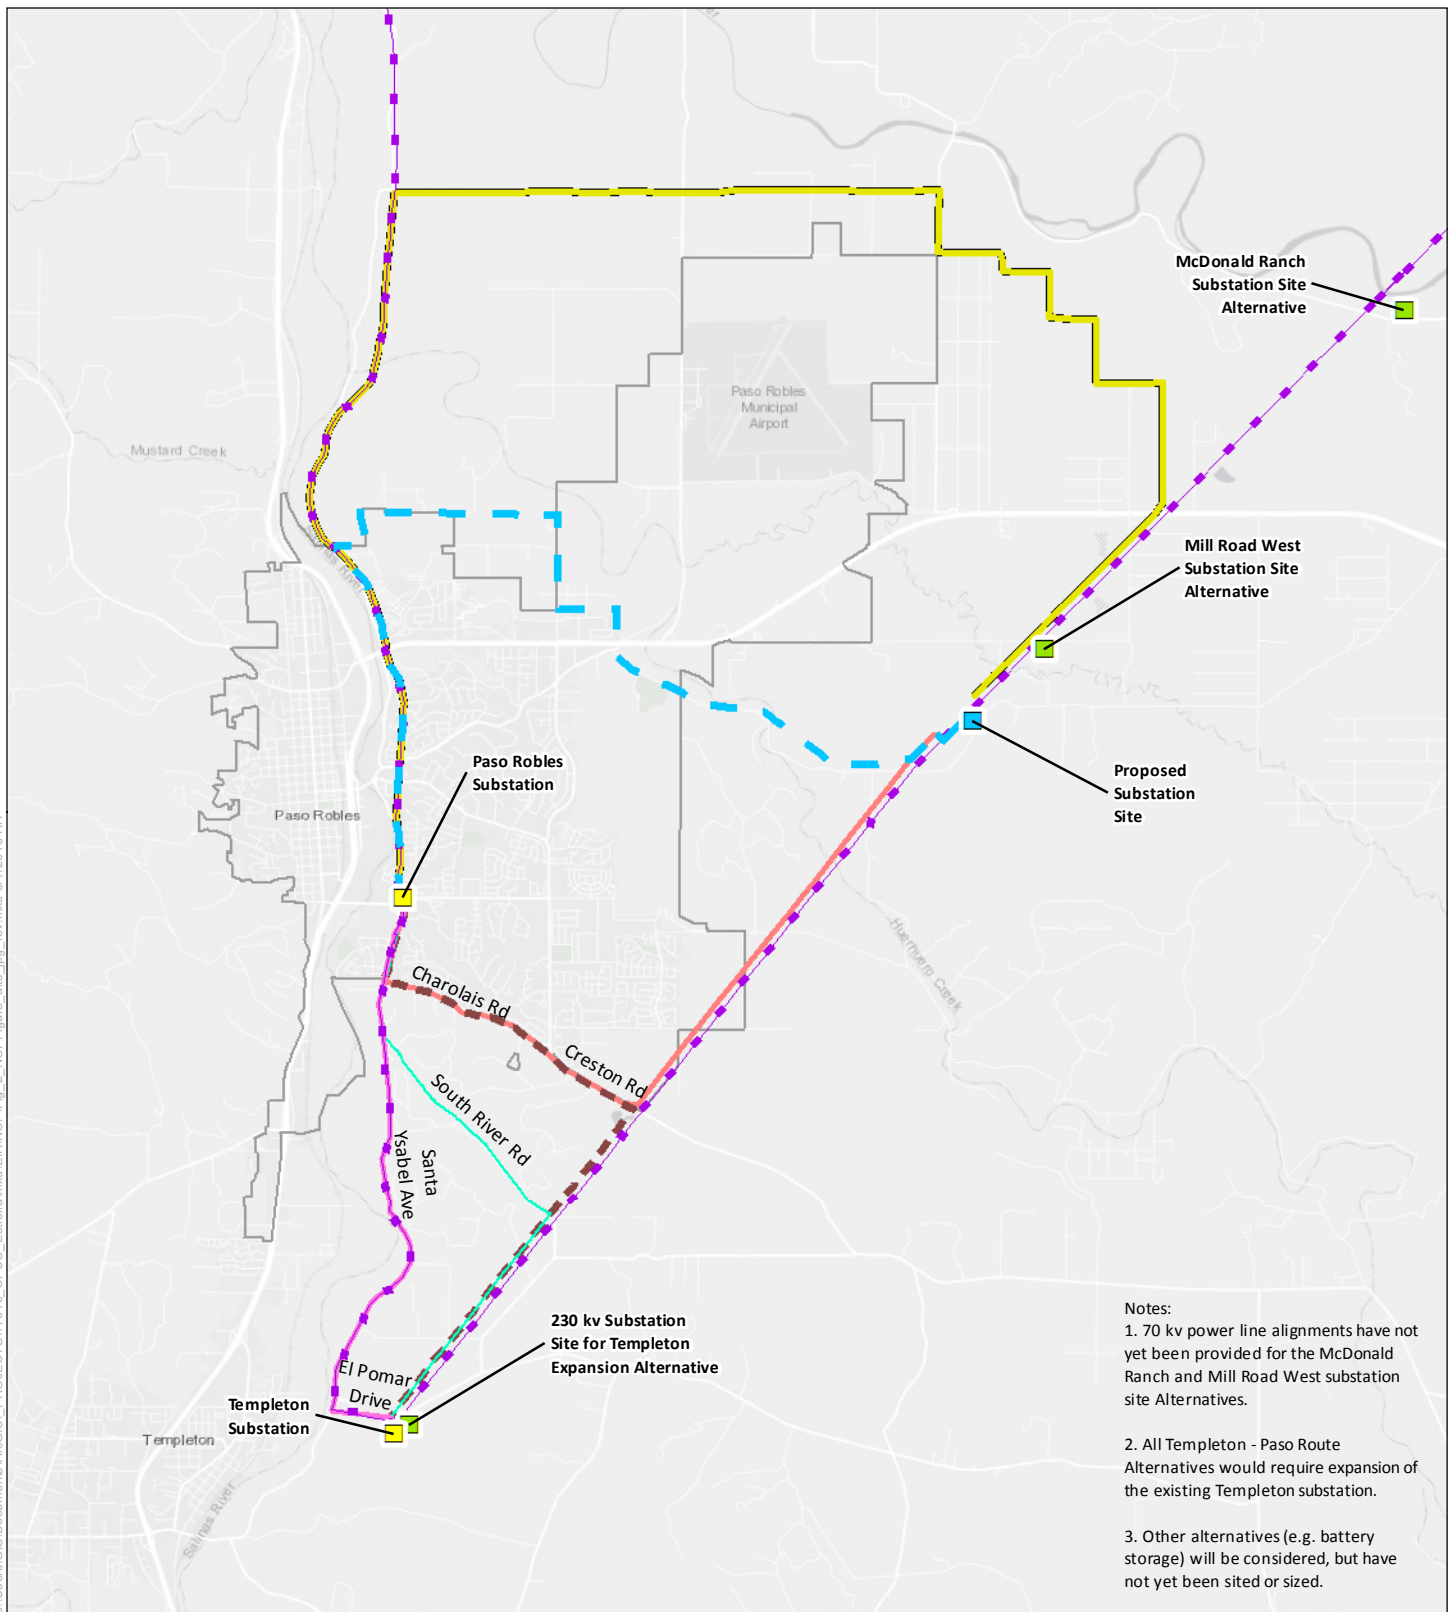 McDonald Ranch
Substation Site
Alternative
Paso Robles
Municipal
Airport
Mustard Creek
Mill Road West
Substation Site
Alternative
Paso Robles
Substation
Proposed
Substation
Site
Paso Robles
Huerhuero Creek
Charolais Rd
Creston Rd
South River Rd
Santa
Ysabel Ave
230 kv Substation
Site for Templeton
Expansion Alternative
El Pomar
Drive
Templeton
Substation
Templeton
Salinas River
Notes:
1. 70 kv power line alignments have not
yet been provided for the McDonald
Ranch and Mill Road West substation
site Alternatives.
2. All Templeton - Paso Route
Alternatives would require expansion of
the existing Templeton substation.
3. Other alternatives (e.g. battery
storage) will be considered, but have
not yet been sited or sized.